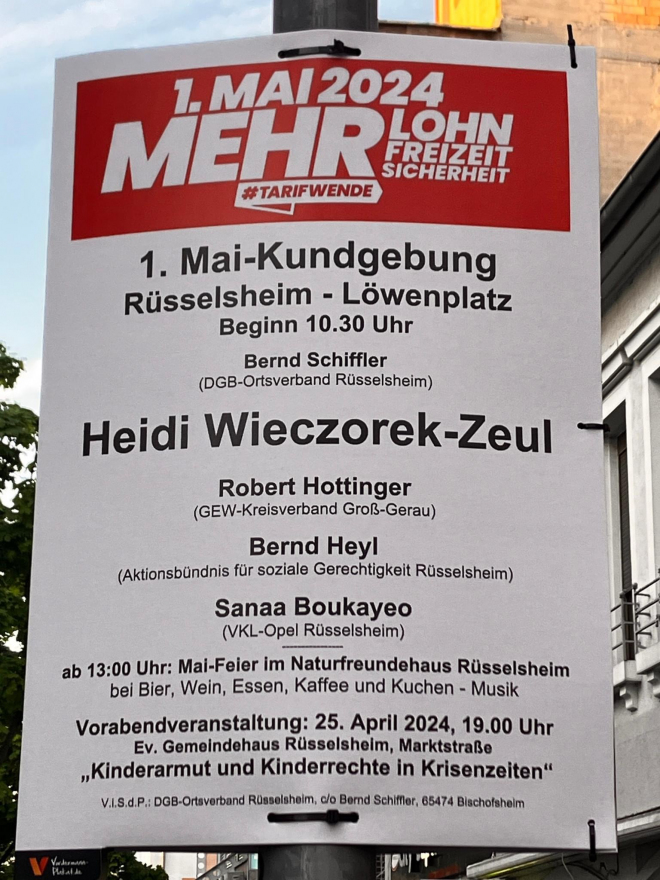 1. MAI 2024
MEHR LOHN
FREIZEIT
SICHERHEIT
#TARIFWENDE
1. Mai-Kundgebung
Rüsselsheim - Löwenplatz
Beginn 10.30 Uhr
Bernd Schiffler
(DGB-Ortsverband Rüsselsheim)
Heidi Wieczorek-Zeul
Robert Hottinger
(GEW-Kreisverband Groß-Gerau)
Bernd Heyl
(Aktionsbündnis für soziale Gerechtigkeit Rüsselsheim)
Sanaa Boukayeo
(VKL-Opel Rüsselsheim)
ab 13:00 Uhr: Mai-Feier im Naturfreundehaus Rüsselsheim
bei Bier, Wein, Essen, Kaffee und Kuchen - Musik
Vorabendveranstaltung: 25. April 2024, 19.00 Uhr
Ev. Gemeindehaus Rüsselsheim, Marktstraße
„Kinderarmut und Kinderrechte in Krisenzeiten“
V.I.S.d.P.: DGB-Ortsverband Rüsselsheim, c/o Bernd Schiffler, 65474 Bischofsheim
Vordermann-
Plakat.de